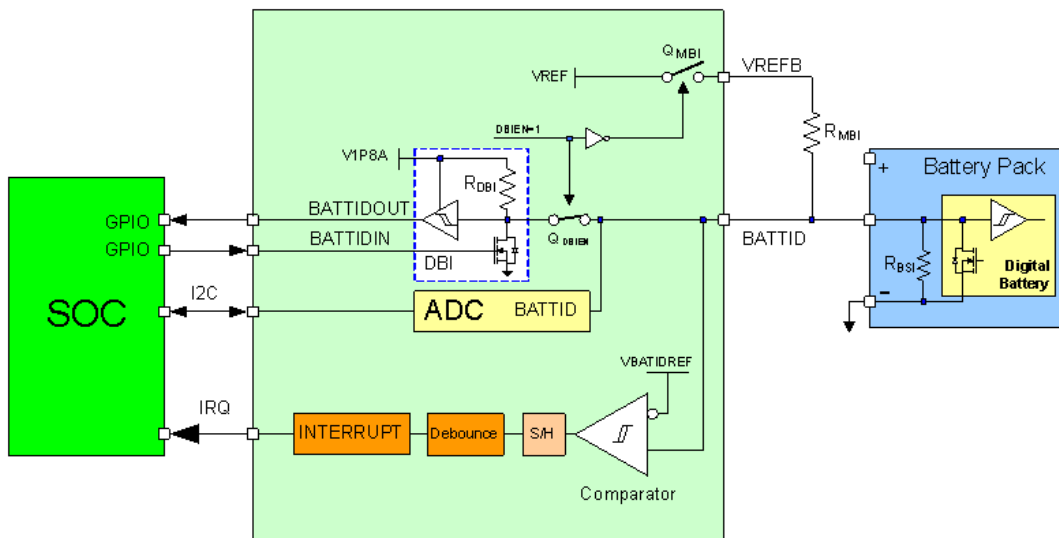 QMBI
VREF
VREFB
DBIEN=1
RMBI
V1P8A
RDBI
Battery Pack
+
GPIO
BATTIDOUT
GPIO
BATTIDIN
DBI
QDBIEN
BATTID
RBSI
Digital
Battery
-
I2C
SOC
ADC
BATTID
VBATIDREF
IRQ
INTERRUPT
Debounce
S/H
Comparator